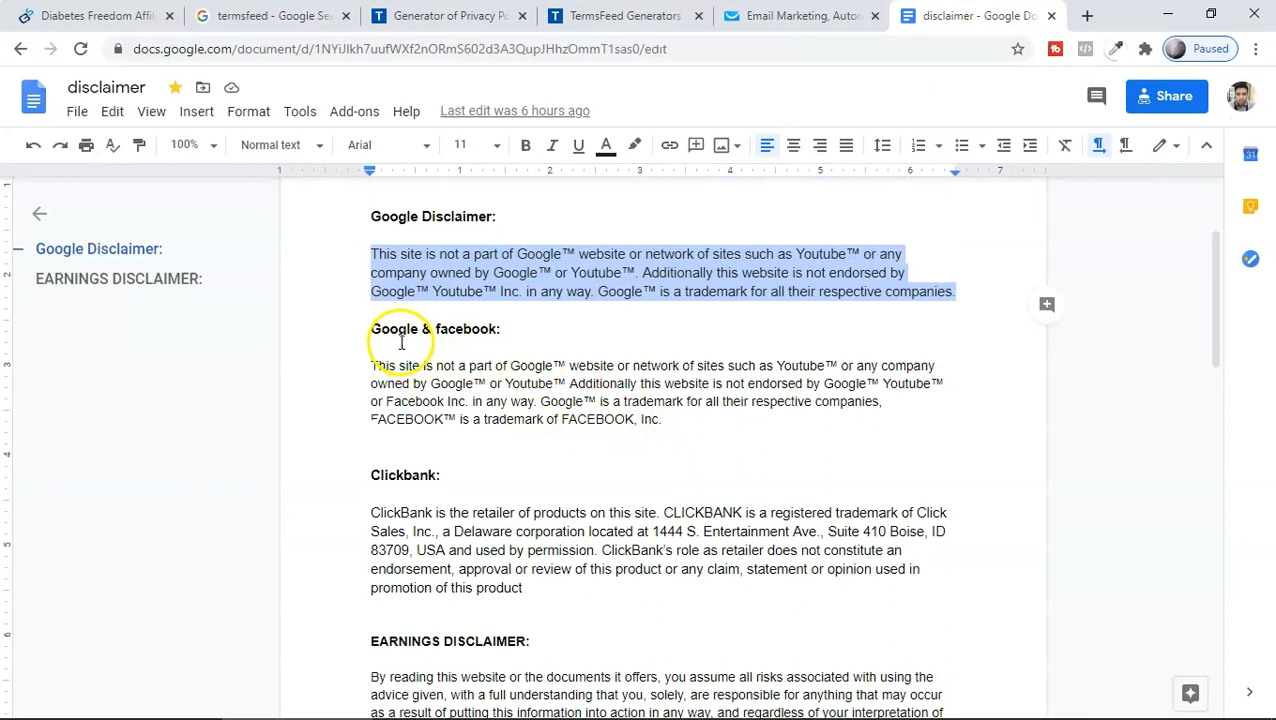 Diabetes Freedom Affili
termsfeed - Google Se
Generator of Privacy Po
TermsFeed Generators
Email Marketing, Auton
disclaimer - Google Do
docs.google.com/document/d/1NYiJIkh7uufWXf2nORmS602d3A3QupJHhzOmmT1sas0/edit
Paused
disclaimer
File Edit View Insert Format Tools Add-ons Help Last edit was 6 hours ago
Share
100% Normal text Arial 11
1 1 2 3 4 5 6 7
Google Disclaimer:
EARNINGS DISCLAIMER:
Google Disclaimer:
This site is not a part of Google™ website or network of sites such as Youtube™ or any
company owned by Google™ or Youtube™. Additionally this website is not endorsed by
Google™ Youtube™ Inc. in any way. Google™ is a trademark for all their respective companies.
Google & facebook:
This site is not a part of Google™ website or network of sites such as Youtube™ or any company
owned by Google™ or Youtube™ Additionally this website is not endorsed by Google™ Youtube™
or Facebook Inc. in any way. Google™ is a trademark for all their respective companies,
FACEBOOK™ is a trademark of FACEBOOK, Inc.
Clickbank:
ClickBank is the retailer of products on this site. CLICKBANK is a registered trademark of Click
Sales, Inc., a Delaware corporation located at 1444 S. Entertainment Ave., Suite 410 Boise, ID
83709, USA and used by permission. ClickBank's role as retailer does not constitute an
endorsement, approval or review of this product or any claim, statement or opinion used in
promotion of this product
EARNINGS DISCLAIMER:
By reading this website or the documents it offers, you assume all risks associated with using the
advice given, with a full understanding that you, solely, are responsible for anything that may occur
as a result of putting this information into action in any way, and regardless of your interpretation of